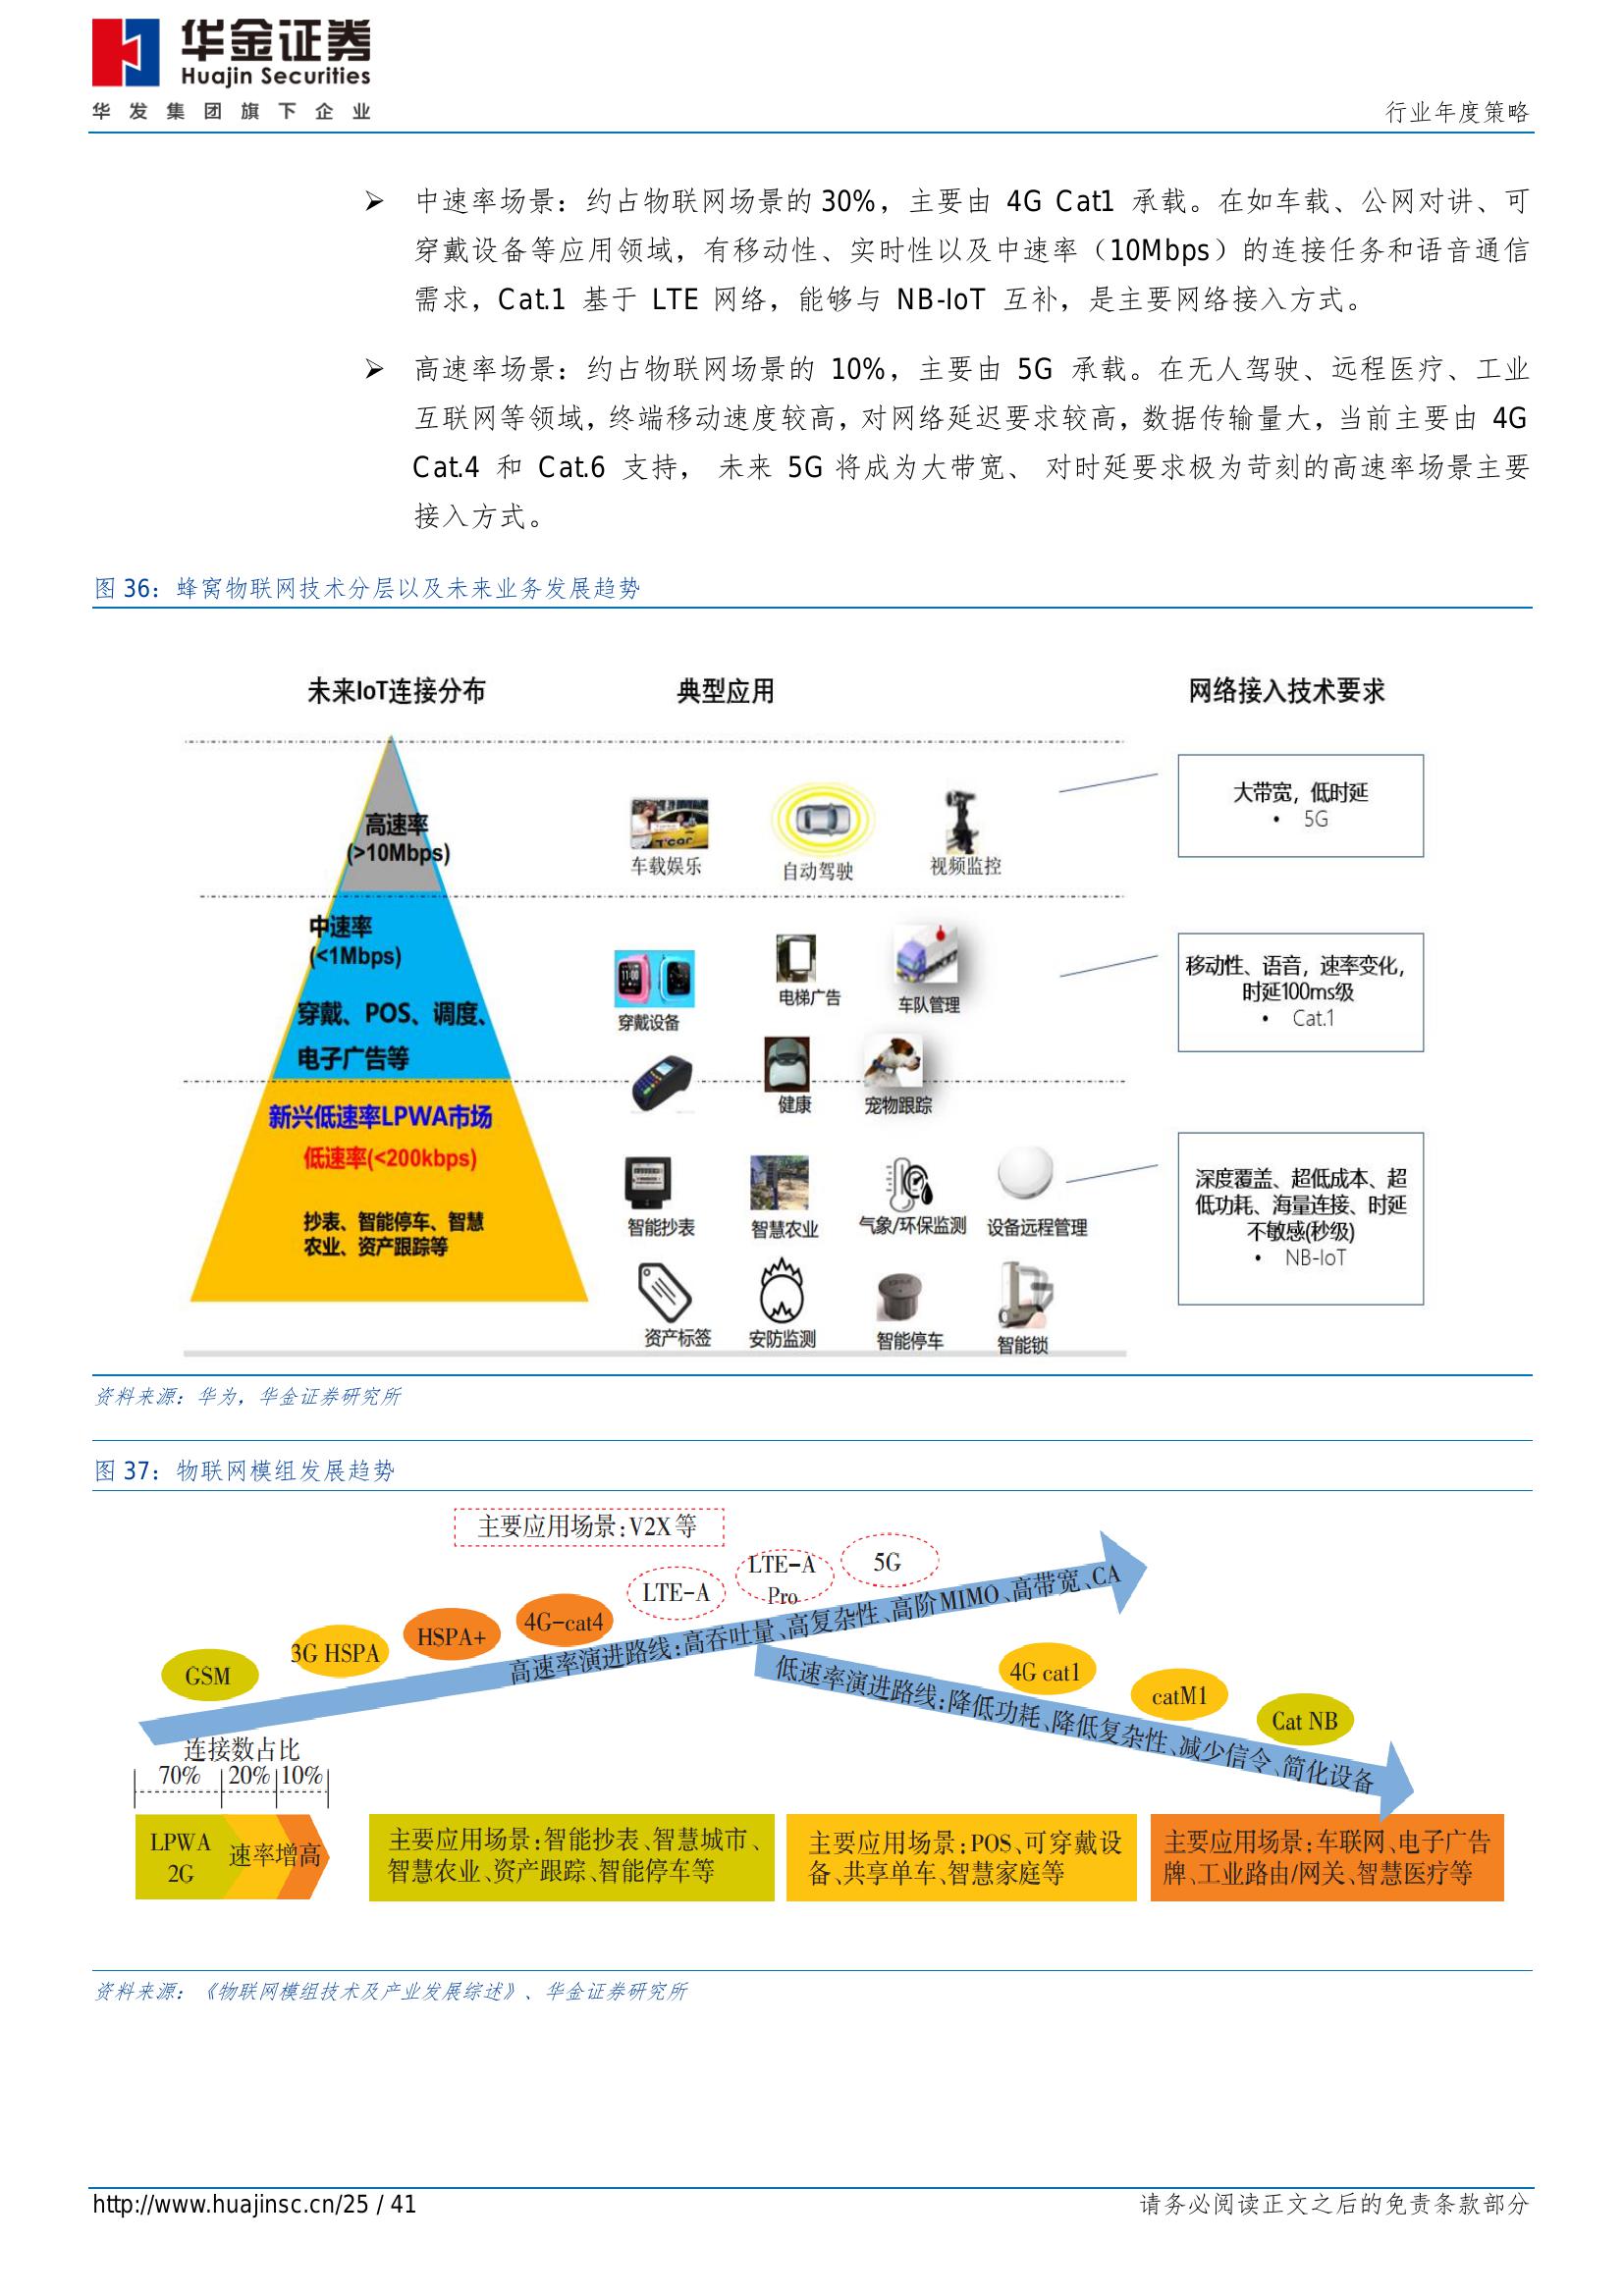 华金证券
Huajin Securities
华发集团旗下企业
行业年度策略
➢ 中速率场景：约占物联网场景的 30%，主要由 4G Cat1 承载。在如车载、公网对讲、可
穿戴设备等应用领域，有移动性、实时性以及中速率（10Mbps）的连接任务和语音通信
需求，Cat.1 基于 LTE 网络，能够与 NB-IoT 互补，是主要网络接入方式。
➢ 高速率场景：约占物联网场景的 10%，主要由 5G 承载。在无人驾驶、远程医疗、工业
互联网等领域，终端移动速度较高，对网络延迟要求较高，数据传输量大，当前主要由 4G
Cat.4 和 Cat.6 支持， 未来 5G 将成为大带宽、 对时延要求极为苛刻的高速率场景主要
接入方式。
图 36：蜂窝物联网技术分层以及未来业务发展趋势
未来IoT连接分布
典型应用
网络接入技术要求
高速率
(>10Mbps)
车载娱乐
自动驾驶
视频监控
大带宽，低时延
• 5G
中速率
(<1Mbps)
穿戴、POS、调度、
电子广告等
穿戴设备
电梯广告
车队管理
健康
宠物跟踪
移动性、语音，速率变化，
时延100ms级
• Cat.1
新兴低速率LPWA市场
低速率(<200kbps)
抄表、智能停车、智慧
农业、资产跟踪等
智能抄表
智慧农业
气象/环保监测
设备远程管理
资产标签
安防监测
智能停车
智能锁
深度覆盖、超低成本、超
低功耗、海量连接、时延
不敏感(秒级)
• NB-IoT
资料来源：华为，华金证券研究所
图 37：物联网模组发展趋势
主要应用场景:V2X等
GSM
3G HSPA
HSPA+
4G-cat4
LTE-A
LTE-A
Pro
5G
高速率演进路线:高吞吐量、高复杂性、高阶MIMO、高带宽、CA
低速率演进路线:降低功耗、降低复杂性、减少信令、简化设备
4G cat1
catM1
Cat NB
连接数占比
70% 20% 10%
LPWA
2G
速率增高
主要应用场景:智能抄表、智慧城市、
智慧农业、资产跟踪、智能停车等
主要应用场景:POS、可穿戴设
备、共享单车、智慧家庭等
主要应用场景:车联网、电子广告
牌、工业路由/网关、智慧医疗等
资料来源：《物联网模组技术及产业发展综述》、华金证券研究所
http://www.huajinsc.cn/25 / 41
请务必阅读正文之后的免责条款部分